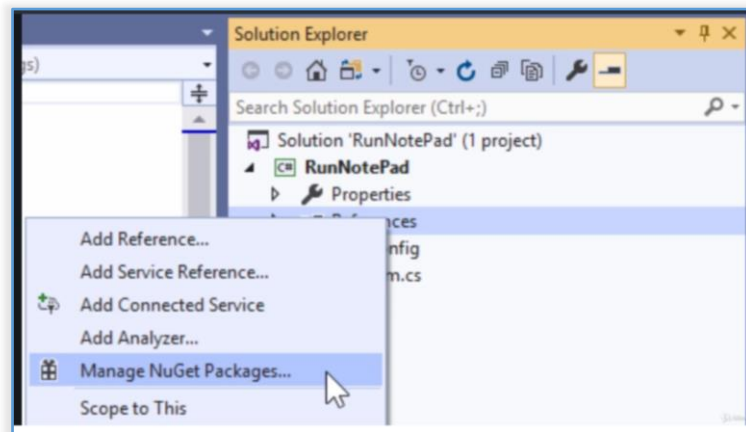 Solution Explorer
gs)
Search Solution Explorer (Ctrl+;)
Solution 'RunNotePad' (1 project)
C# RunNotePad
Properties
nces
Add Reference...
nfig
Add Service Reference...
m.cs
Add Connected Service
Add Analyzer...
Manage NuGet Packages...
Scope to This